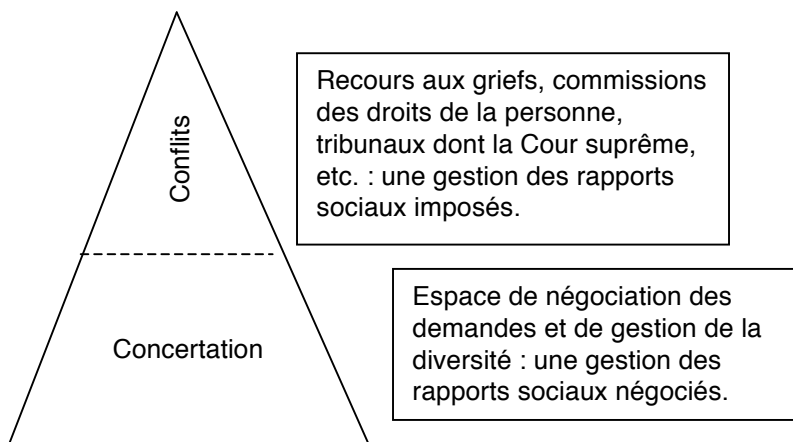 Conflits
Recours aux griefs, commissions
des droits de la personne,
tribunaux dont la Cour suprême,
etc. : une gestion des rapports
sociaux imposés.
Concertation
Espace de négociation des
demandes et de gestion de la
diversité : une gestion des
rapports sociaux négociés.